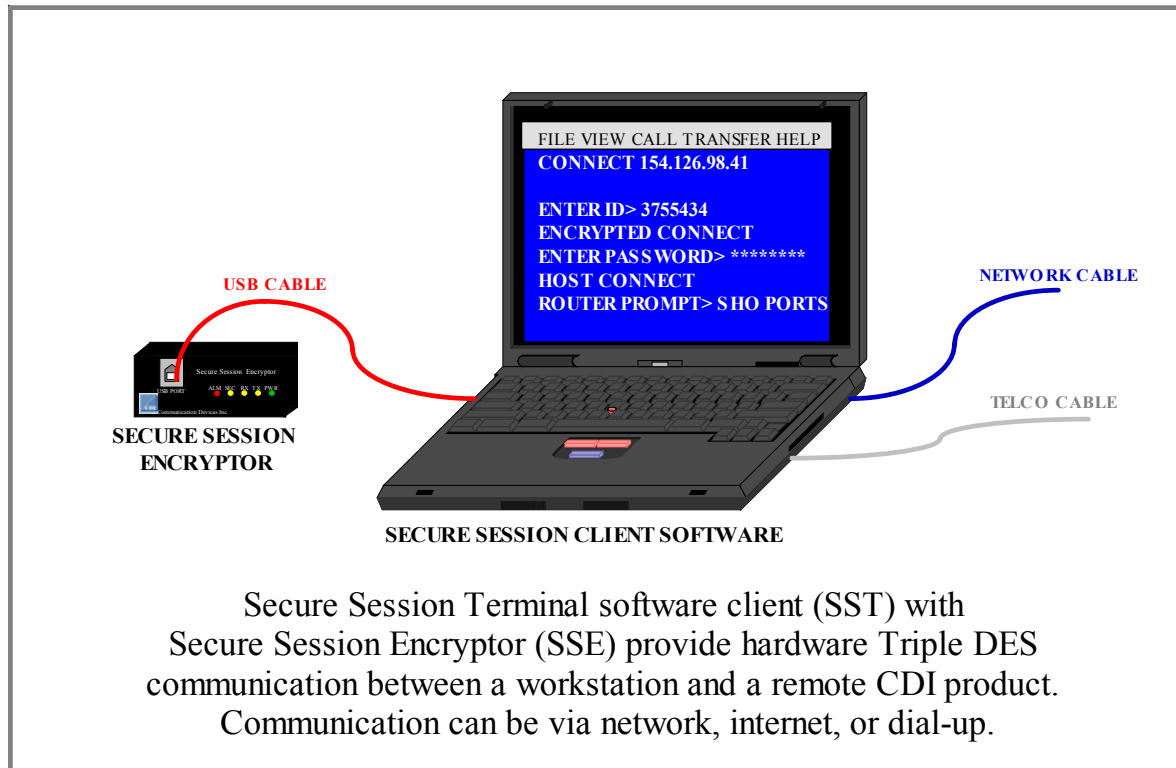 FILE VIEW CALL TRANSFER HELP
CONNECT 154.126.98.41
ENTER ID> 3755434
ENCRYPTED CONNECT
ENTER PASSWORD> ********
HOST CONNECT
ROUTER PROMPT> SHO PORTS
USB CABLE
NETWORK CABLE
TELCO CABLE
Secure Session Encryptor
USB PORT
ALM SEC RX TX PWR
Communication Devices Inc.
SECURE SESSION
ENCRYPTOR
SECURE SESSION CLIENT SOFTWARE
Secure Session Terminal software client (SST) with
Secure Session Encryptor (SSE) provide hardware Triple DES
communication between a workstation and a remote CDI product.
Communication can be via network, internet, or dial-up.